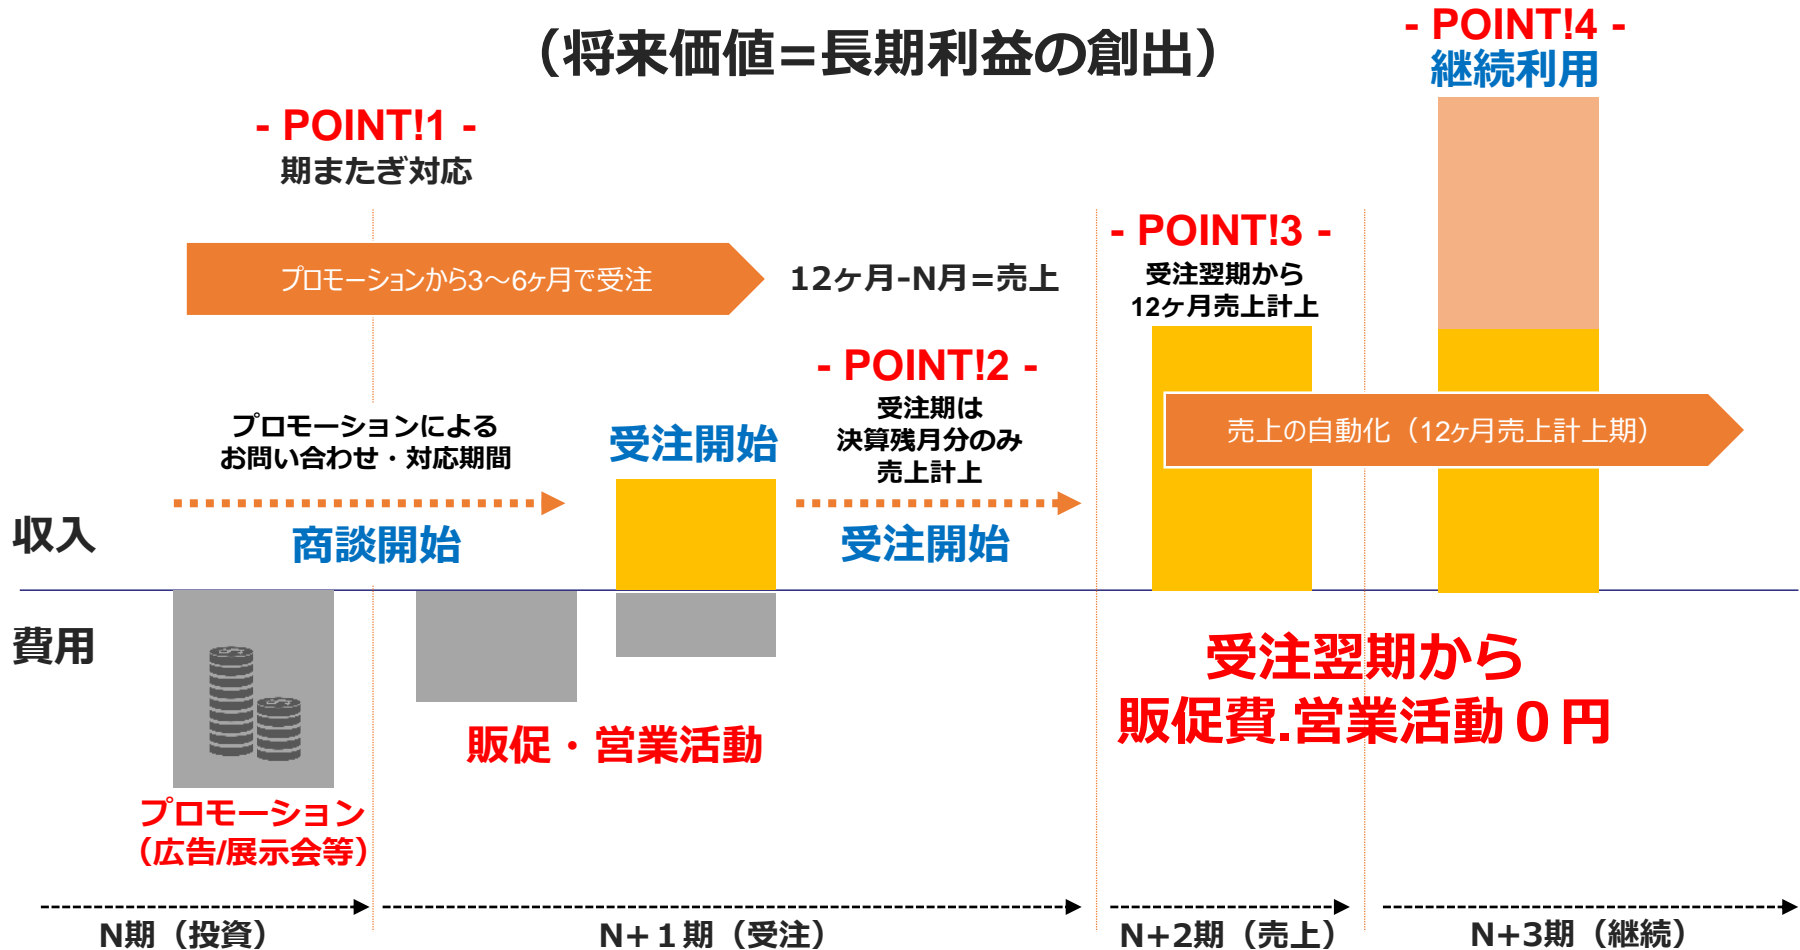 （将来価値=長期利益の創出）
- POINT!4 -
継続利用
- POINT!1 -
期またぎ対応
プロモーションから3～6ヶ月で受注
12ヶ月-N月=売上
- POINT!3 -
受注翌期から
12ヶ月売上計上
- POINT!2 -
受注期は
決算残月分のみ
売上計上
プロモーションによる
お問い合わせ・対応期間
受注開始
売上の自動化（12ヶ月売上計上期）
収入
商談開始
受注開始
費用
受注翌期から
販促費.営業活動０円
販促・営業活動
プロモーション
（広告/展示会等）
N期（投資）
N+１期（受注）
N+2期（売上）
N+3期（継続）